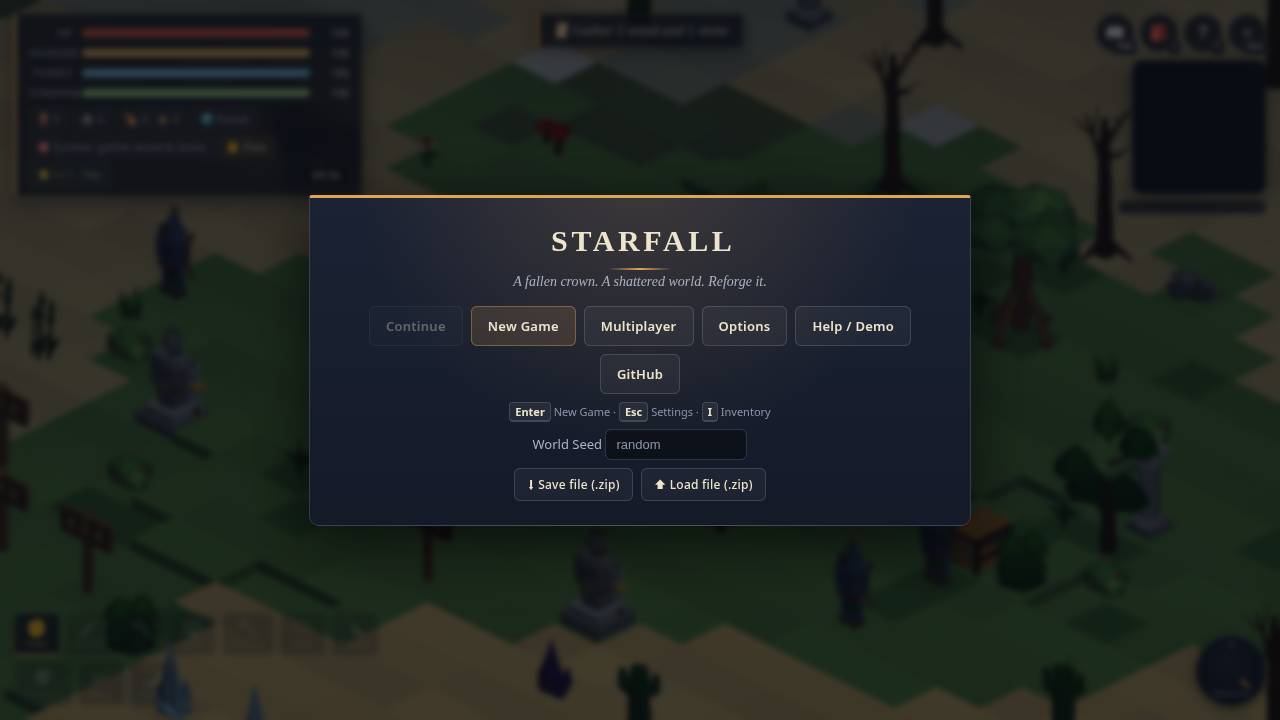 STARFALL
A fallen crown. A shattered world. Reforge it.
Continue New Game Multiplayer Options Help / Demo
GitHub
Enter New Game · Esc Settings · I Inventory
World Seed random
⬇ Save file (.zip) ⬆ Load file (.zip)